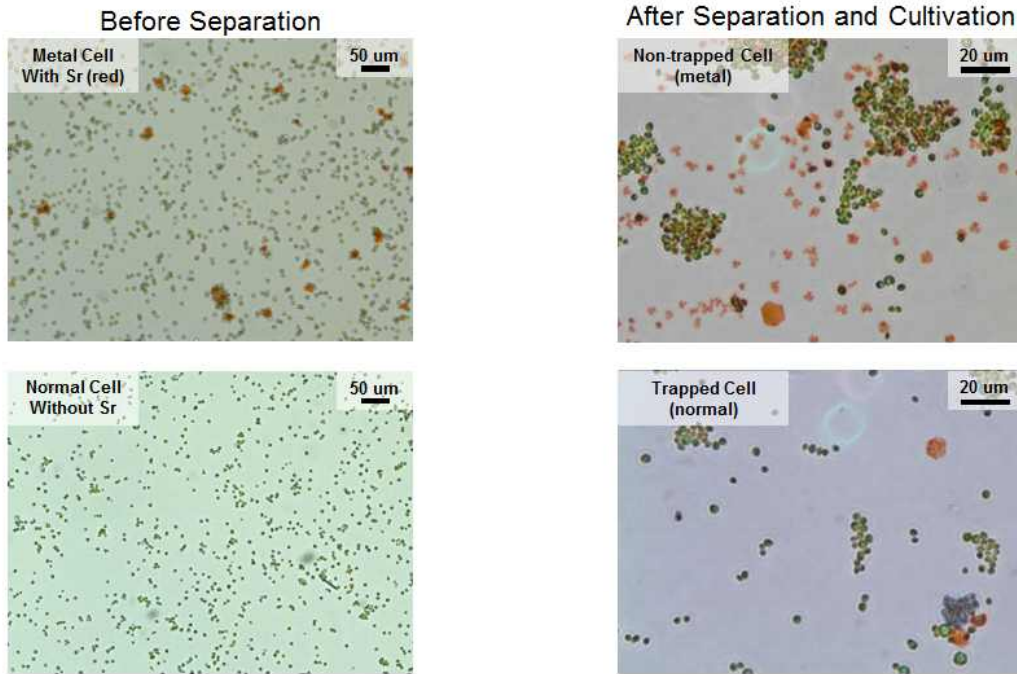 Before Separation
After Separation and Cultivation
Metal Cell
With Sr (red)
50 um
Non-trapped Cell
(metal)
20 um
Normal Cell
Without Sr
50 um
Trapped Cell
(normal)
20 um